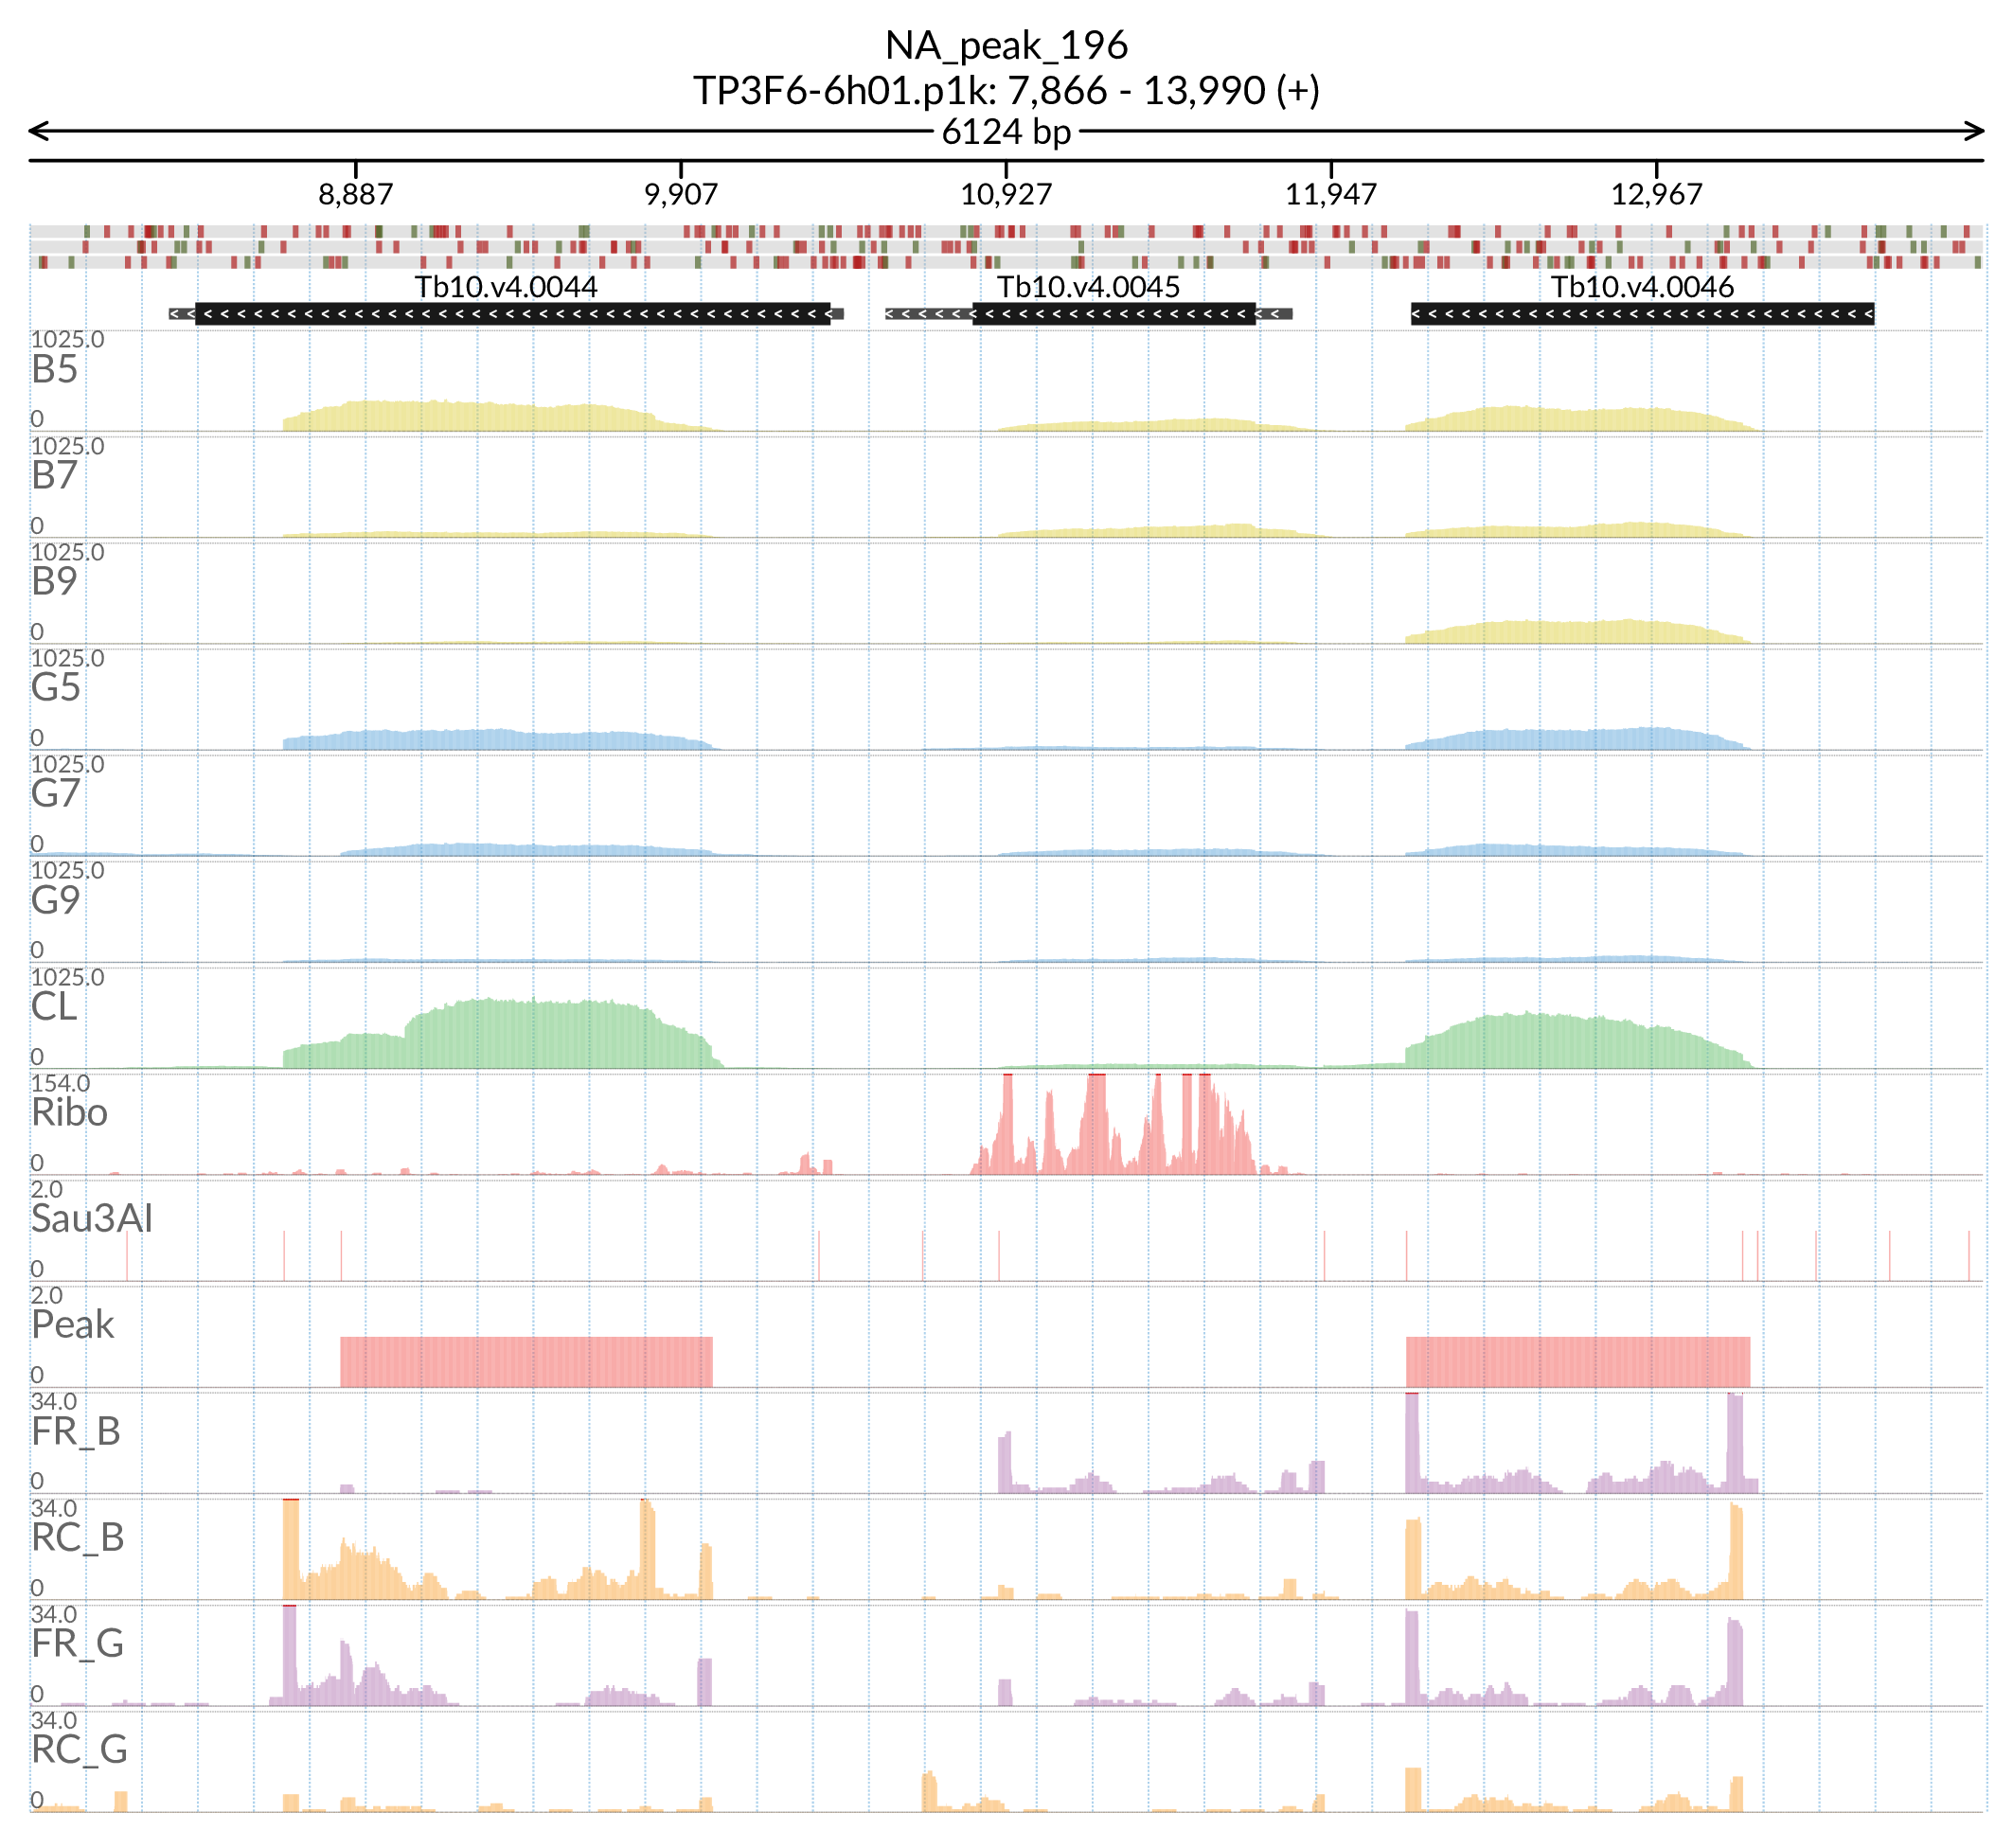 NA_peak_196
TP3F6-6h01.p1k: 7,866 - 13,990 (+)
6124 bp
8,887 9,907 10,927 11,947 12,967
Tb10.v4.0044 Tb10.v4.0045 Tb10.v4.0046
1025.0
B5
0
1025.0
B7
0
1025.0
B9
0
1025.0
G5
0
1025.0
G7
0
1025.0
G9
0
1025.0
CL
0
154.0
Ribo
0
2.0
Sau3AI
0
2.0
Peak
0
34.0
FR_B
0
34.0
RC_B
0
34.0
FR_G
0
34.0
RC_G
0